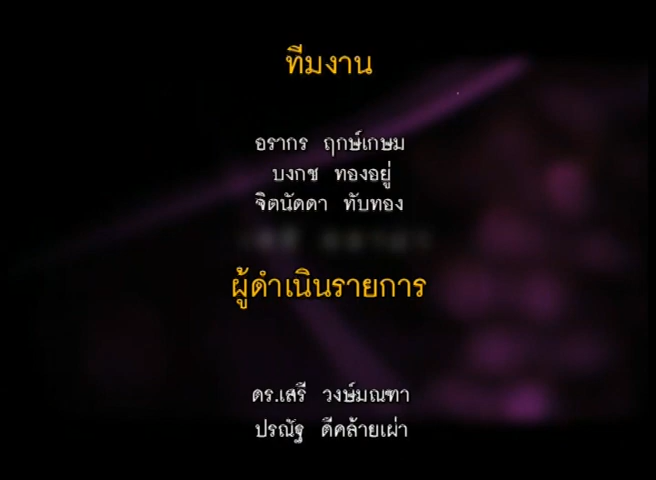 ทีมงาน
อรากร ฤกษ์เกษม
บงกช ทองอยู่
จิตนัดดา ทับทอง
ผู้ดำเนินรายการ
ดร.เสรี วงษ์มณฑา
ปรณัฐ ดีคล้ายเผ่า